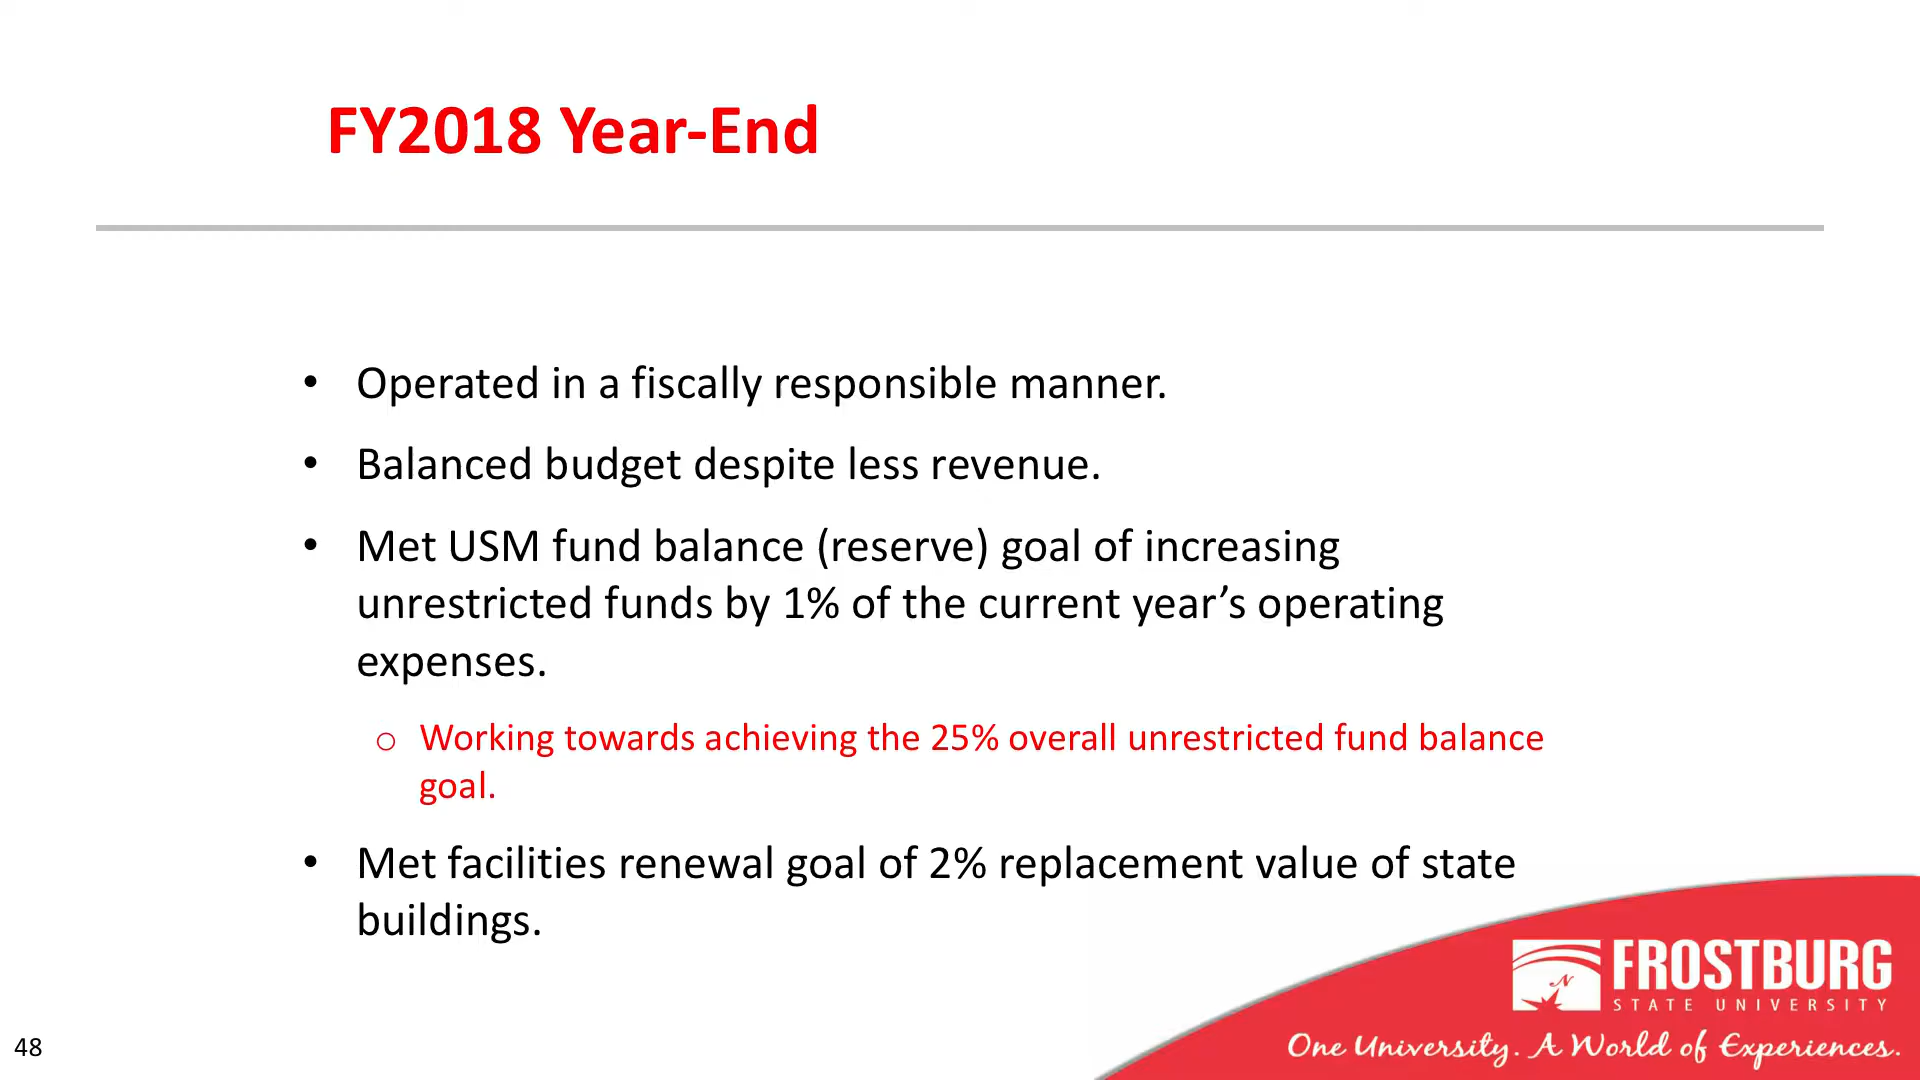 FY2018 Year-End
• Operated in a fiscally responsible manner.
• Balanced budget despite less revenue.
• Met USM fund balance (reserve) goal of increasing
unrestricted funds by 1% of the current year’s operating
expenses.
o Working towards achieving the 25% overall unrestricted fund balance
goal.
• Met facilities renewal goal of 2% replacement value of state
buildings.
FROSTBURG
STATE UNIVERSITY
One University. A World of Experiences.
48